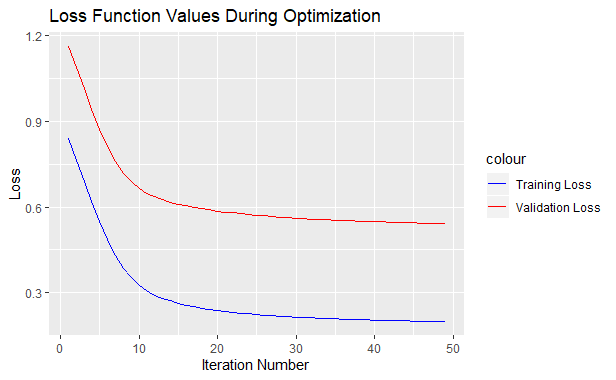 Loss Function Values During Optimization
1.2
0.9
0.6
0.3
Loss
0 10 20 30 40 50
Iteration Number
colour
Training Loss
Validation Loss